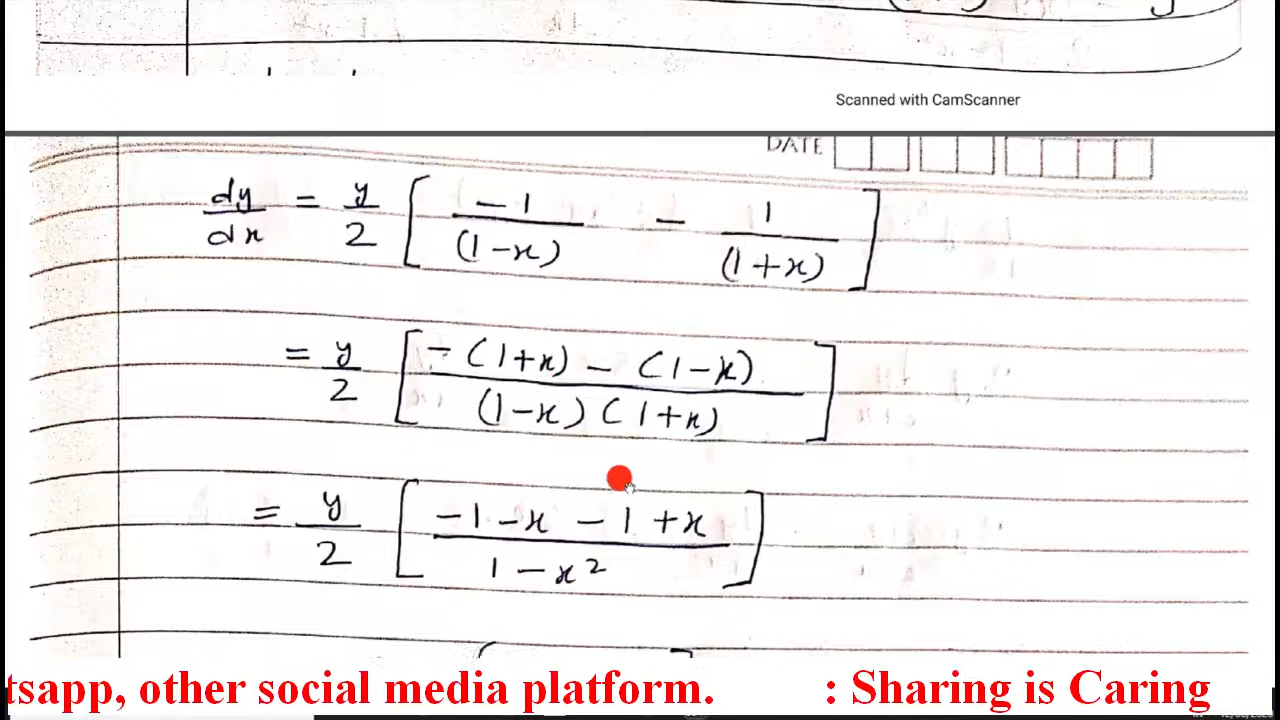 Scanned with CamScanner
DATE
dy/dx = y/2 [ -1/(1-x) - 1/(1+x) ]
= y/2 [ -(1+x) - (1-x) / (1-x)(1+x) ]
= y/2 [ -1-x-1+x / 1-x² ]
tsapp, other social media platform. : Sharing is Caring